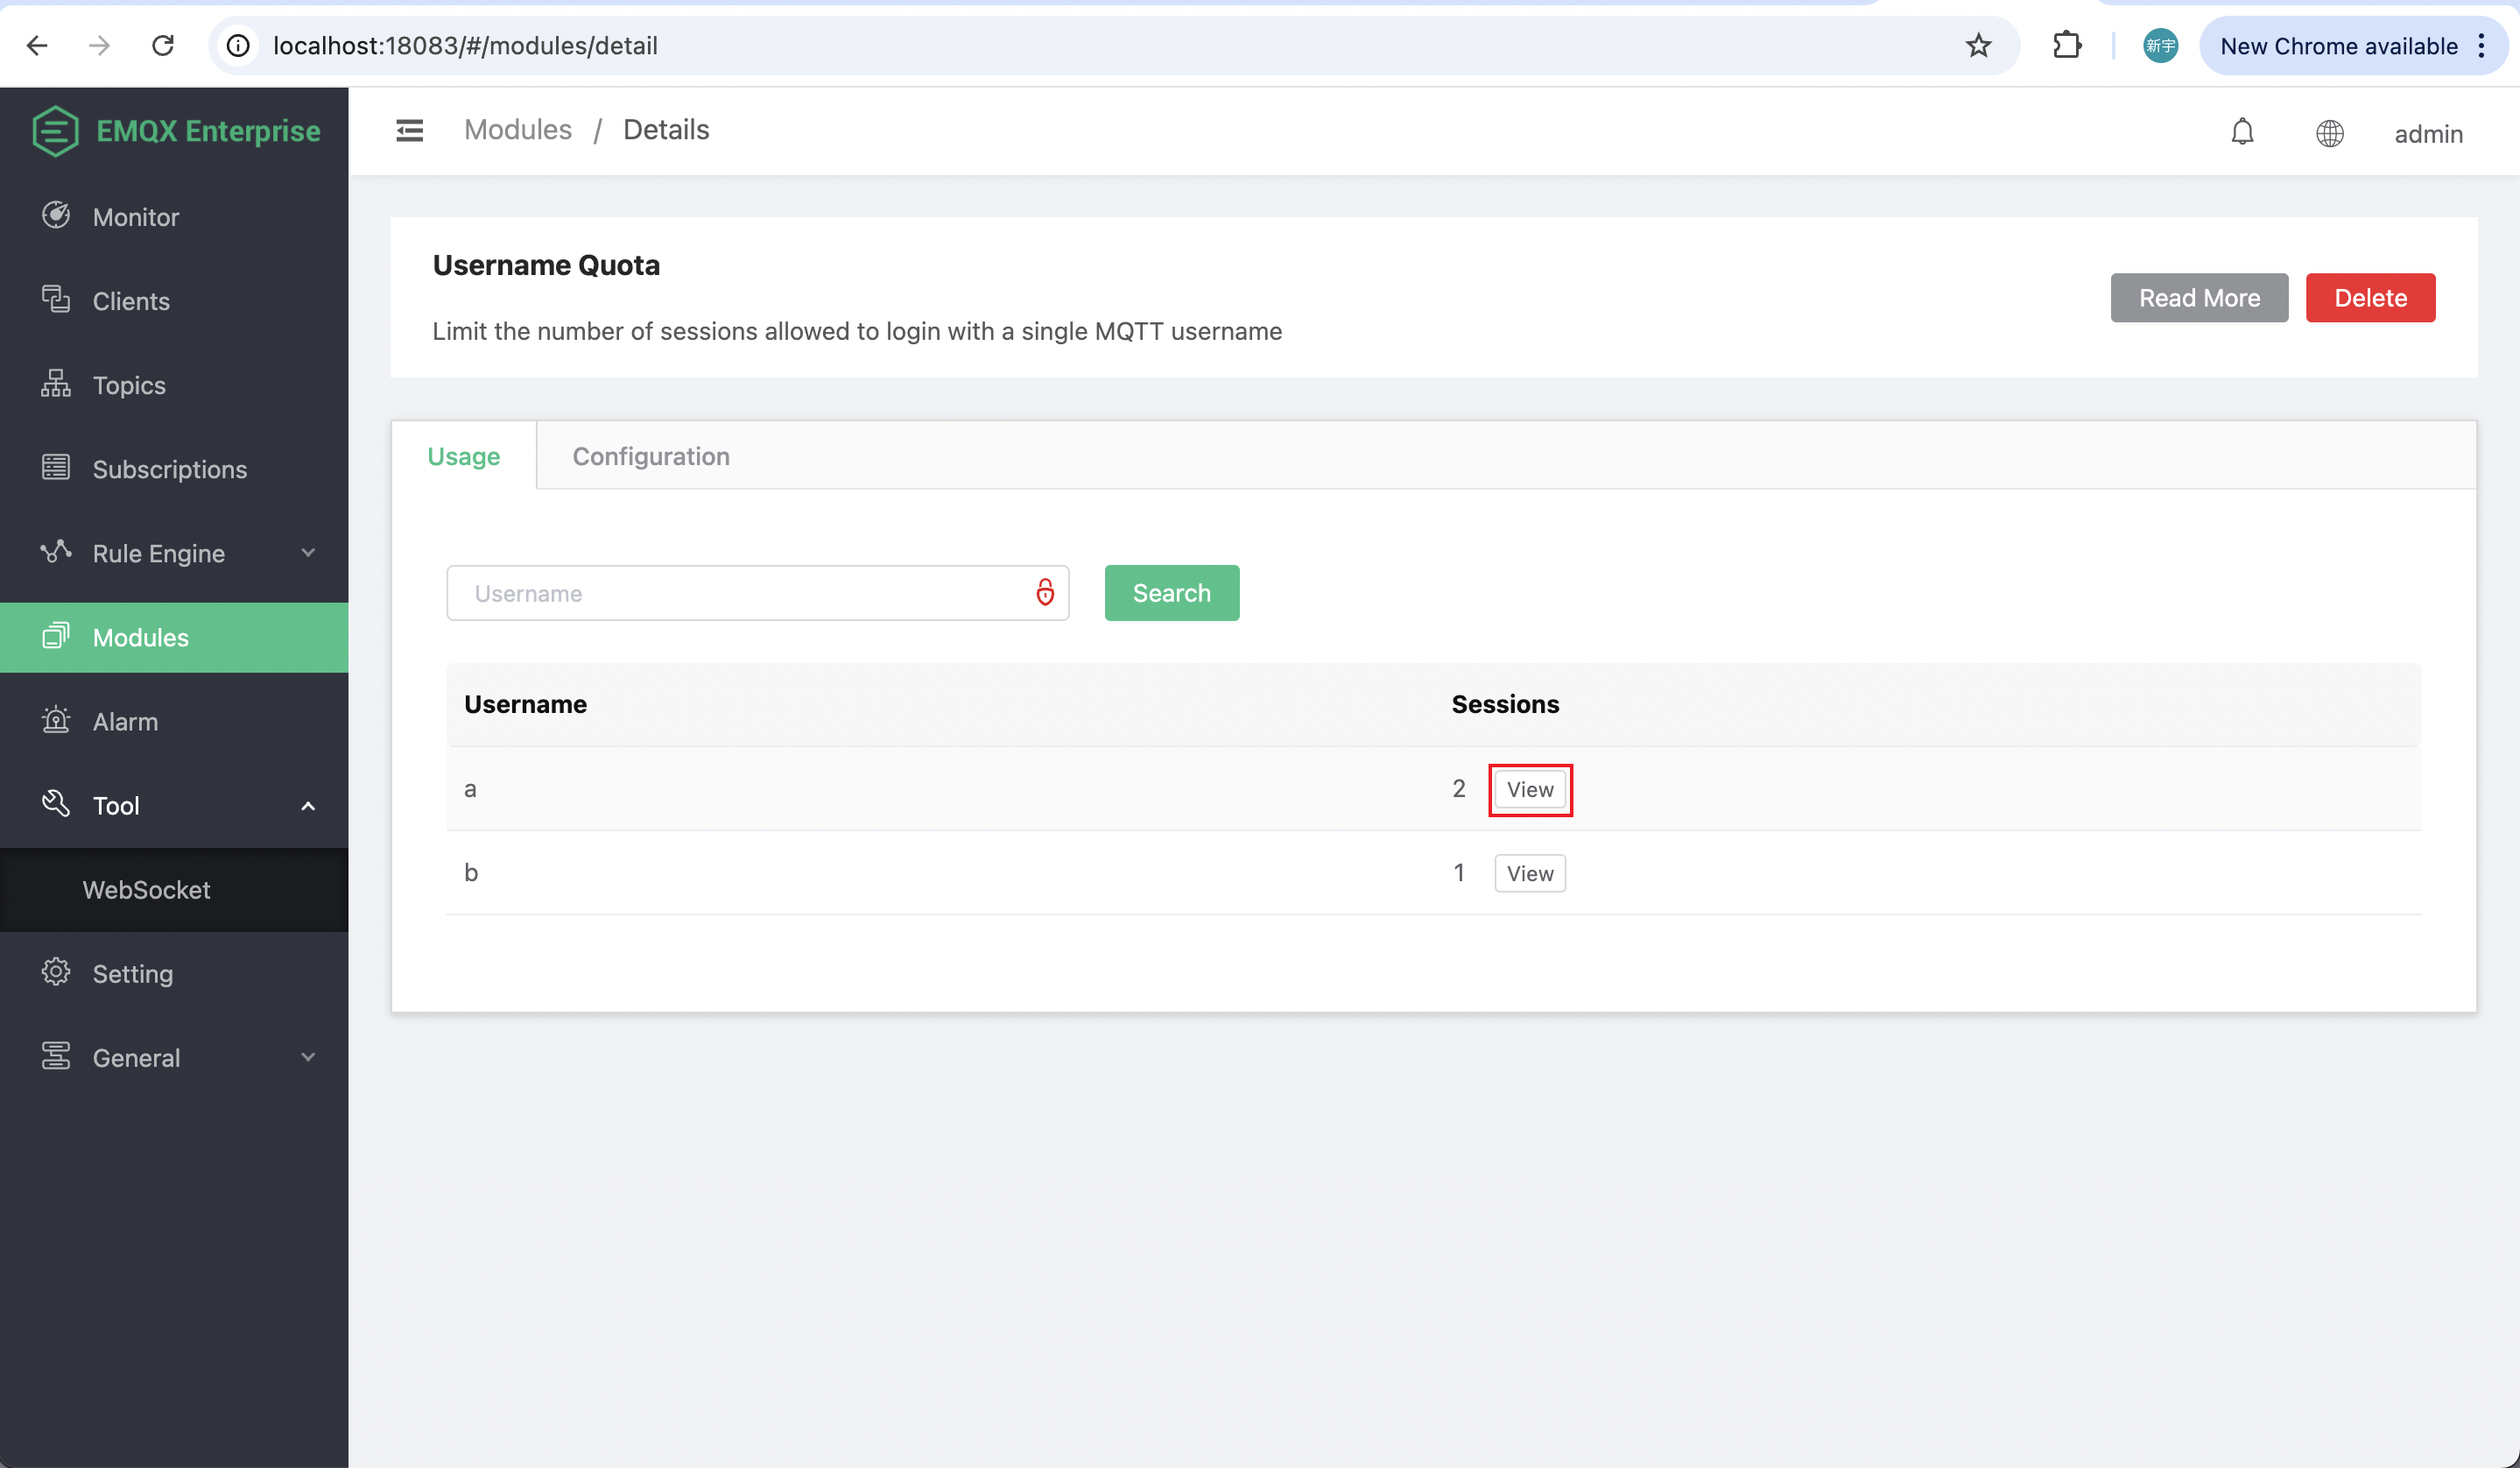 localhost:18083/#/modules/detail
新宇
New Chrome available
EMQX Enterprise
Modules / Details
admin
Monitor
Clients
Topics
Subscriptions
Rule Engine
Modules
Alarm
Tool
WebSocket
Setting
General
Username Quota
Limit the number of sessions allowed to login with a single MQTT username
Read More
Delete
Usage
Configuration
Username
Search
Username Sessions
a 2 View
b 1 View